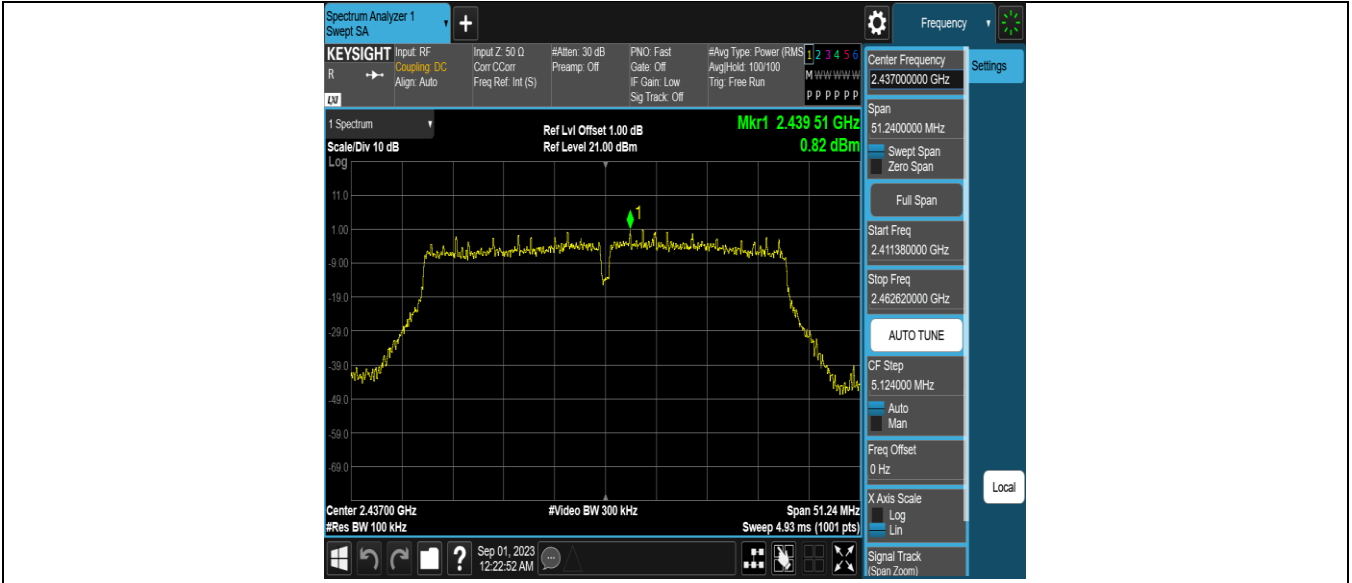 Spectrum Analyzer 1
Swept SA
+
Frequency
KEYSIGHT
R
LXI
Input: RF
Coupling: DC
Align: Auto
Input Z: 50 Ω
Corr CCorr
Freq Ref: Int (S)
#Atten: 30 dB
Preamp: Off
PNO: Fast
Gate: Off
IF Gain: Low
Sig Track: Off
#Avg Type: Power (RMS
Avg|Hold: 100/100
Trig: Free Run
1 2 3 4 5 6
M W W W W W
P P P P P P
1 Spectrum
Scale/Div 10 dB
Ref Lvl Offset 1.00 dB
Ref Level 21.00 dBm
Mkr1 2.439 51 GHz
0.82 dBm
Log
11.0
1.00
-9.00
-19.0
-29.0
-39.0
-49.0
-59.0
-69.0
1
Center 2.43700 GHz
#Res BW 100 kHz
#Video BW 300 kHz
Span 51.24 MHz
Sweep 4.93 ms (1001 pts)
Center Frequency
2.437000000 GHz
Settings
Span
51.2400000 MHz
Swept Span
Zero Span
Full Span
Start Freq
2.411380000 GHz
Stop Freq
2.462620000 GHz
AUTO TUNE
CF Step
5.124000 MHz
Auto
Man
Freq Offset
0 Hz
X Axis Scale
Log
Lin
Local
Signal Track
(Span Zoom)
?
Sep 01, 2023
12:22:52 AM